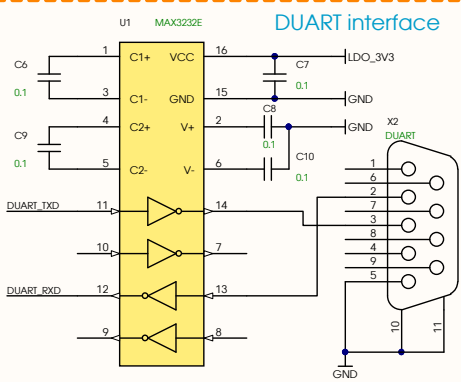 U1 MAX3232E DUART interface
1 C1+ VCC 16 LDO_3V3
C6 C7
0.1 0.1
3 C1- GND 15 GND
4 C2+ V+ 2 C8 GND
C9 0.1
0.1 C10
5 C2- V- 6 0.1
X2
DUART
1
6
2
DUART_TXD 11 14
7
3
10 7
8
4
9
DUART_RXD 12 13
5
9 8
10 11
GND